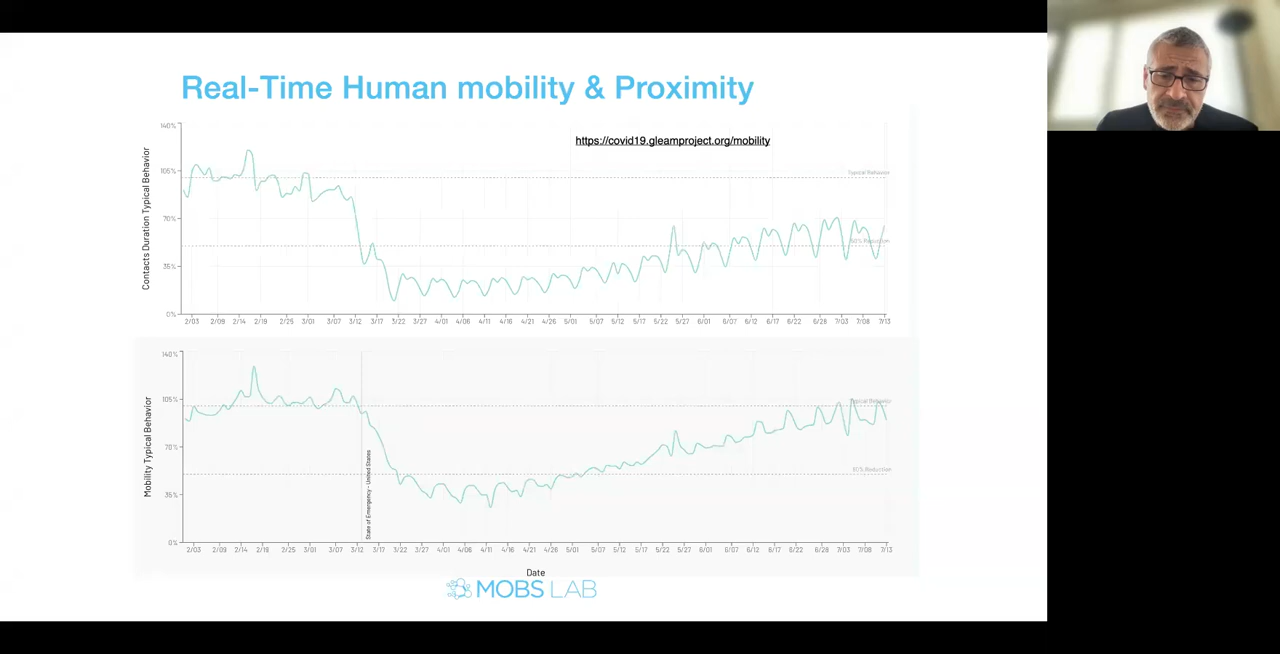 Real-Time Human mobility & Proximity
https://covid19.gleamproject.org/mobility
Contacts Duration Typical Behavior
140%
105%
70%
35%
0%
Typical Behavior
50% Reduction
2/03 2/09 2/14 2/19 2/25 3/01 3/07 3/12 3/17 3/22 3/27 4/01 4/06 4/11 4/16 4/21 4/26 5/01 5/07 5/12 5/17 5/22 5/27 6/01 6/07 6/12 6/17 6/22 6/28 7/03 7/08 7/13
Mobility Typical Behavior
140%
105%
70%
35%
0%
Typical Behavior
50% Reduction
State of Emergency - United States
2/03 2/09 2/14 2/19 2/25 3/01 3/07 3/12 3/17 3/22 3/27 4/01 4/06 4/11 4/16 4/21 4/26 5/01 5/07 5/12 5/17 5/22 5/27 6/01 6/07 6/12 6/17 6/22 6/28 7/03 7/08 7/13
Date
MOBS LAB